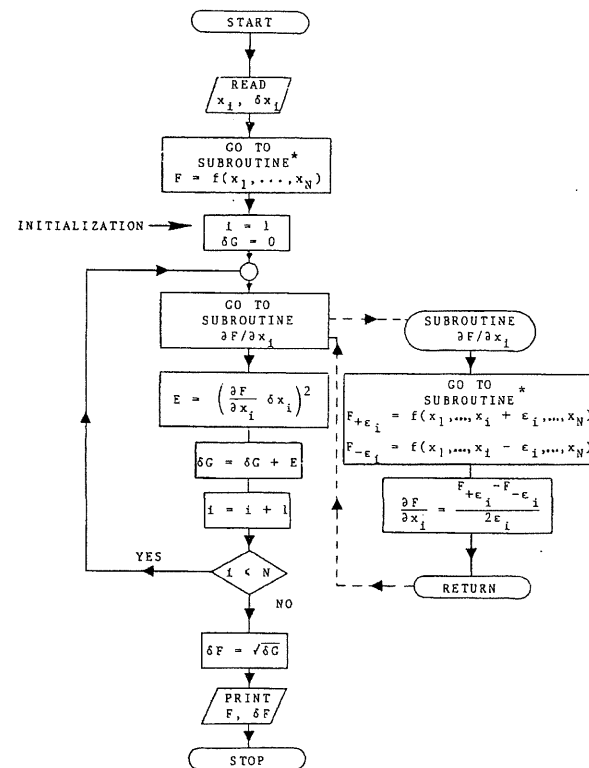 START
READ
x_i, δx_i
GO TO
SUBROUTINE*
F = f(x_1,...,x_N)
INITIALIZATION
i = 1
δG = 0
GO TO
SUBROUTINE
∂F/∂x_i
E = (∂F/∂x_i δx_i)^2
δG = δG + E
i = i + 1
YES
i < N
NO
δF = √δG
PRINT
F, δF
STOP
SUBROUTINE
∂F/∂x_i
GO TO
SUBROUTINE*
F_{+ε_i} = f(x_1,...,x_i + ε_i,...,x_N)
F_{-ε_i} = f(x_1,...,x_i - ε_i,...,x_N)
∂F/∂x_i = (F_{+ε_i} - F_{-ε_i})/2ε_i
RETURN